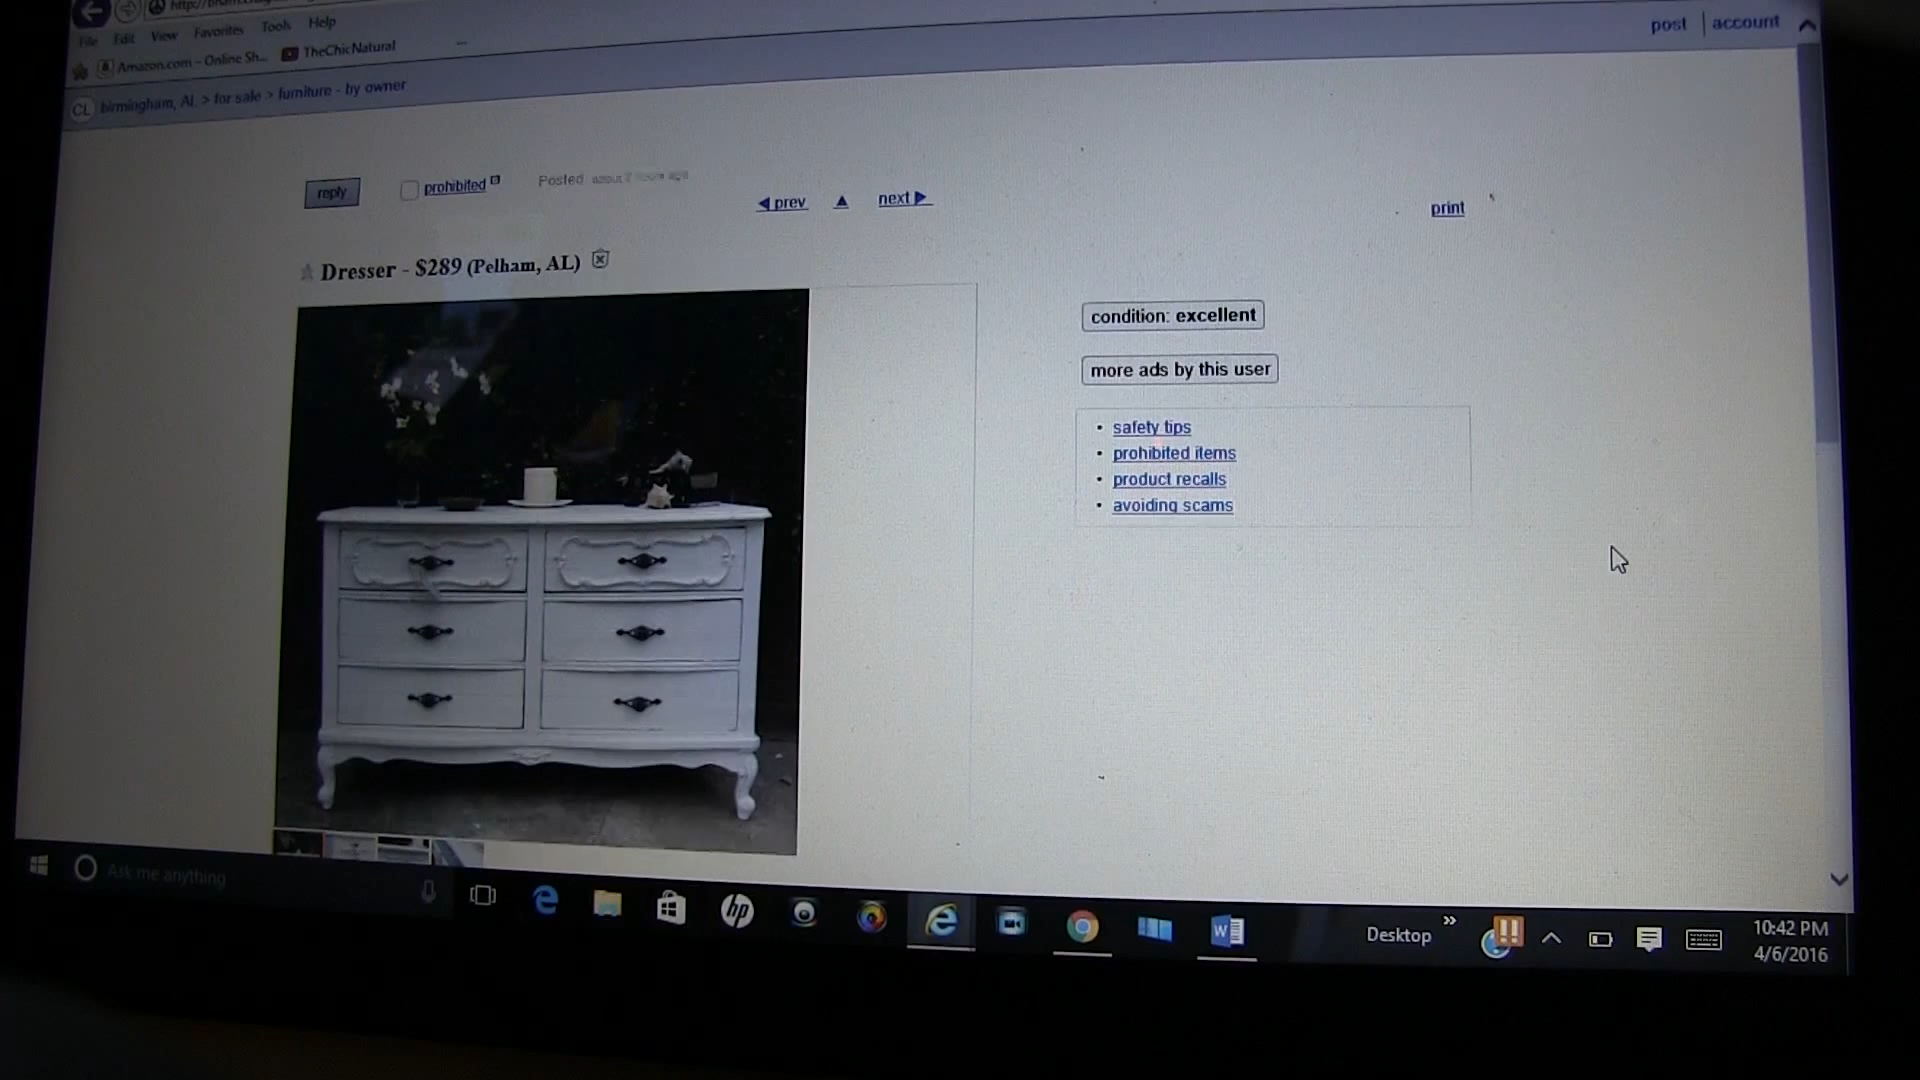 File Edit View Favorites Tools Help
Amazon.com – Online Sh... TheChicNatural
post account
CL birmingham, AL > for sale > furniture - by owner
reply prohibited Posted
prev ▲ next
print
Dresser - $289 (Pelham, AL)
condition: excellent
more ads by this user
• safety tips
• prohibited items
• product recalls
• avoiding scams
Ask me anything
hp
W
Desktop
10:42 PM
4/6/2016